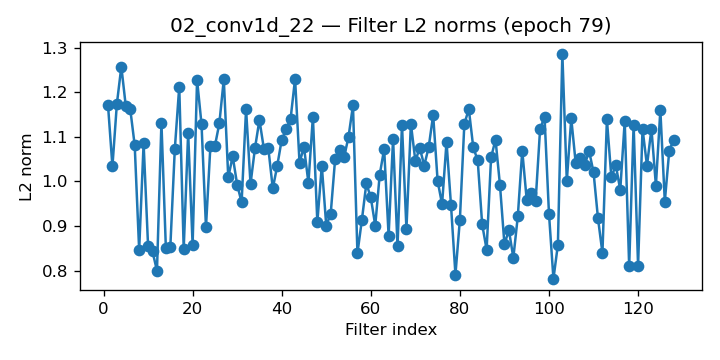 02_conv1d_22 — Filter L2 norms (epoch 79)
1.3
1.2
1.1
1.0
0.9
0.8
L2 norm
0 20 40 60 80 100 120
Filter index